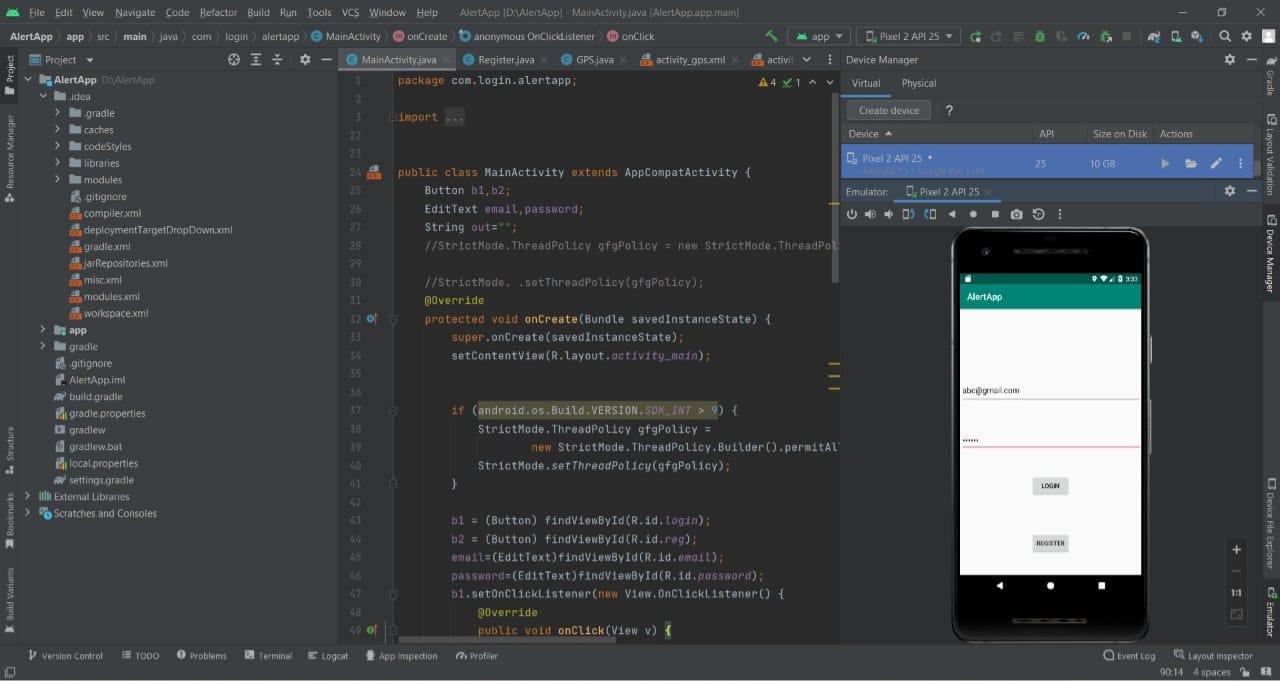 File Edit View Navigate Code Refactor Build Run Tools VCS Window Help AlertApp [D:\AlertApp] - MainActivity.java [AlertApp.app.main]
AlertApp app src main java com login alertapp MainActivity onCreate anonymous OnClickListener onClick app Pixel 2 API 25
Project
MainActivity.java Register.java GPS.java activity_gps.xml activi
Device Manager
Project
Resource Manager
Structure
Bookmarks
Build Variants
AlertApp D:\AlertApp
.idea
.gradle
caches
codeStyles
libraries
modules
.gitignore
compiler.xml
deploymentTargetDropDown.xml
gradle.xml
jarRepositories.xml
misc.xml
modules.xml
workspace.xml
app
gradle
.gitignore
AlertApp.iml
build.gradle
gradle.properties
gradlew
gradlew.bat
local.properties
settings.gradle
External Libraries
Scratches and Consoles
4 1
1 package com.login.alertapp;
2
3 import ...
22
23
24 public class MainActivity extends AppCompatActivity {
25 Button b1,b2;
26 EditText email,password;
27 String out="";
28 //StrictMode.ThreadPolicy gfgPolicy = new StrictMode.ThreadPol
29
30 //StrictMode. .setThreadPolicy(gfgPolicy);
31 @Override
32 protected void onCreate(Bundle savedInstanceState) {
33 super.onCreate(savedInstanceState);
34 setContentView(R.layout.activity_main);
35
36
37 if (android.os.Build.VERSION.SDK_INT > 9) {
38 StrictMode.ThreadPolicy gfgPolicy =
39 new StrictMode.ThreadPolicy.Builder().permitAl
40 StrictMode.setThreadPolicy(gfgPolicy);
41 }
42
43 b1 = (Button) findViewById(R.id.login);
44 b2 = (Button) findViewById(R.id.reg);
45 email=(EditText)findViewById(R.id.email);
46 password=(EditText)findViewById(R.id.password);
47 b1.setOnClickListener(new View.OnClickListener() {
48 @Override
49 public void onClick(View v) {
Virtual Physical
Create device ?
Device API Size on Disk Actions
Pixel 2 API 25 25 10 GB
Android 7.1.1 Google Play | x86
Emulator: Pixel 2 API 25
3:33
AlertApp
abc@gmail.com
••••••
LOGIN
REGISTER
1:1
Gradle
Layout Validation
Device Manager
Device File Explorer
Emulator
Version Control TODO Problems Terminal Logcat App Inspection Profiler Event Log Layout Inspector
90:14 4 spaces